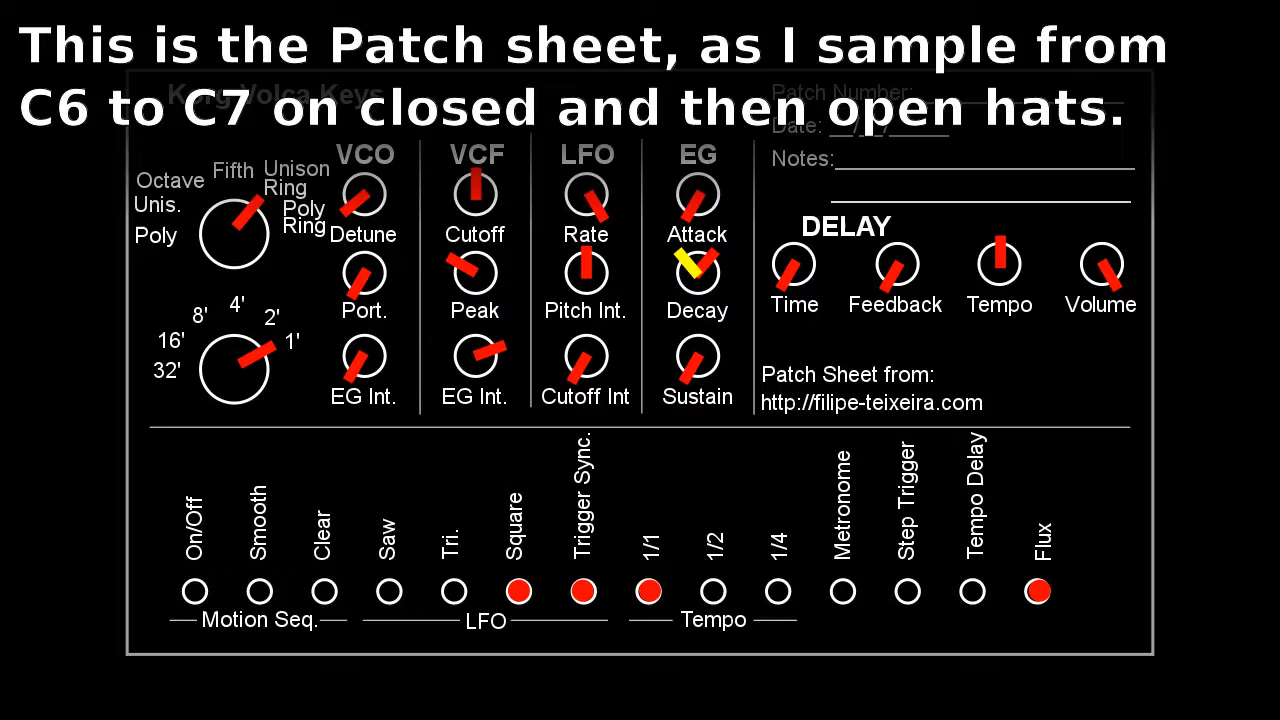 This is the Patch sheet, as I sample from
C6 to C7 on closed and then open hats.
Korg Volca Keys
Patch Number:
Date: __/__/____
Notes:
VCO
VCF
LFO
EG
Octave
Fifth
Unison
Ring
Unis.
Poly
Ring
Poly
Detune
Cutoff
Rate
Attack
DELAY
Port.
Peak
Pitch Int.
Decay
Time
Feedback
Tempo
Volume
4'
8'
2'
16'
1'
32'
EG Int.
EG Int.
Cutoff Int
Sustain
Patch Sheet from:
http://filipe-teixeira.com
On/Off
Smooth
Clear
Saw
Tri.
Square
Trigger Sync.
1/1
1/2
1/4
Metronome
Step Trigger
Tempo Delay
Flux
Motion Seq.
LFO
Tempo